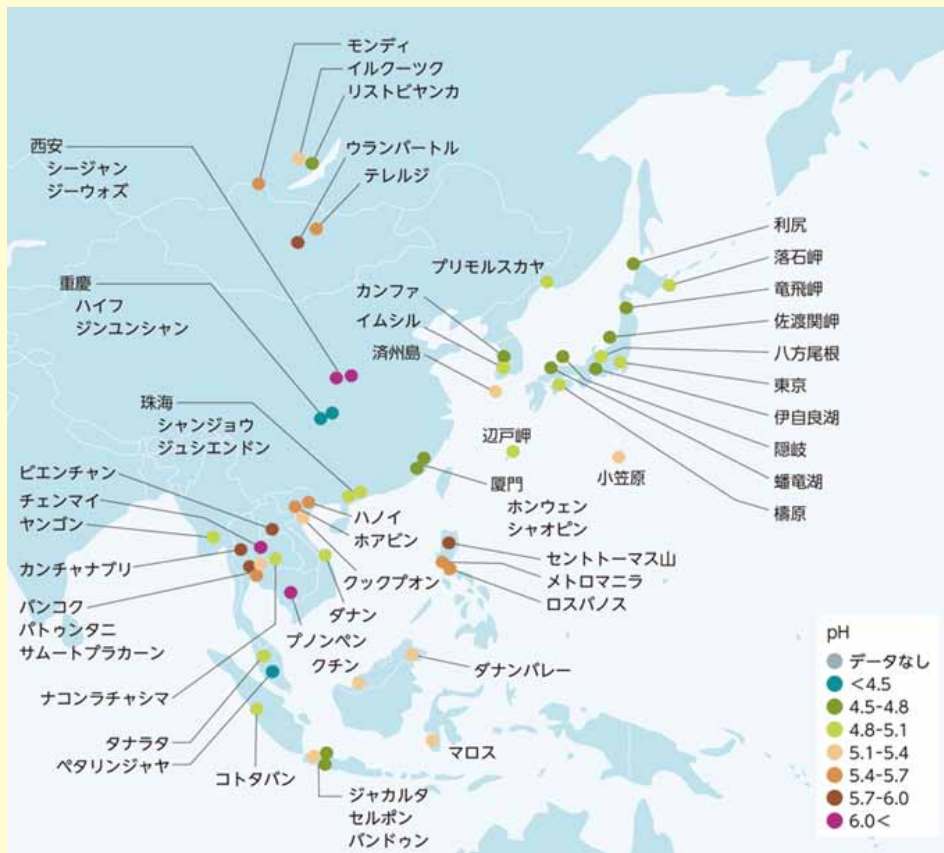 モンディ
イルクーツク
リストビヤンカ
ウランバートル
テレルジ
西安
シージャン
ジーウォズ
重慶
ハイフ
ジンユンシャン
プリモルスカヤ
カンファ
イムシル
済州島
利尻
落石岬
竜飛岬
佐渡関岬
八方尾根
東京
伊自良湖
隠岐
蟠竜湖
檮原
辺戸岬
小笠原
珠海
シャンジョウ
ジュシエンドン
厦門
ホンウェン
シャオピン
ビエンチャン
チェンマイ
ヤンゴン
カンチャナブリ
バンコク
パトゥンタニ
サムートプラカーン
ナコンラチャシマ
ハノイ
ホアビン
クックプオン
ダナン
プノンペン
クチン
セントトーマス山
メトロマニラ
ロスバノス
ダナンバレー
タナラタ
ペタリンジャヤ
コトタバン
マロス
ジャカルタ
セルポン
バンドゥン
pH
データなし
<4.5
4.5-4.8
4.8-5.1
5.1-5.4
5.4-5.7
5.7-6.0
6.0<